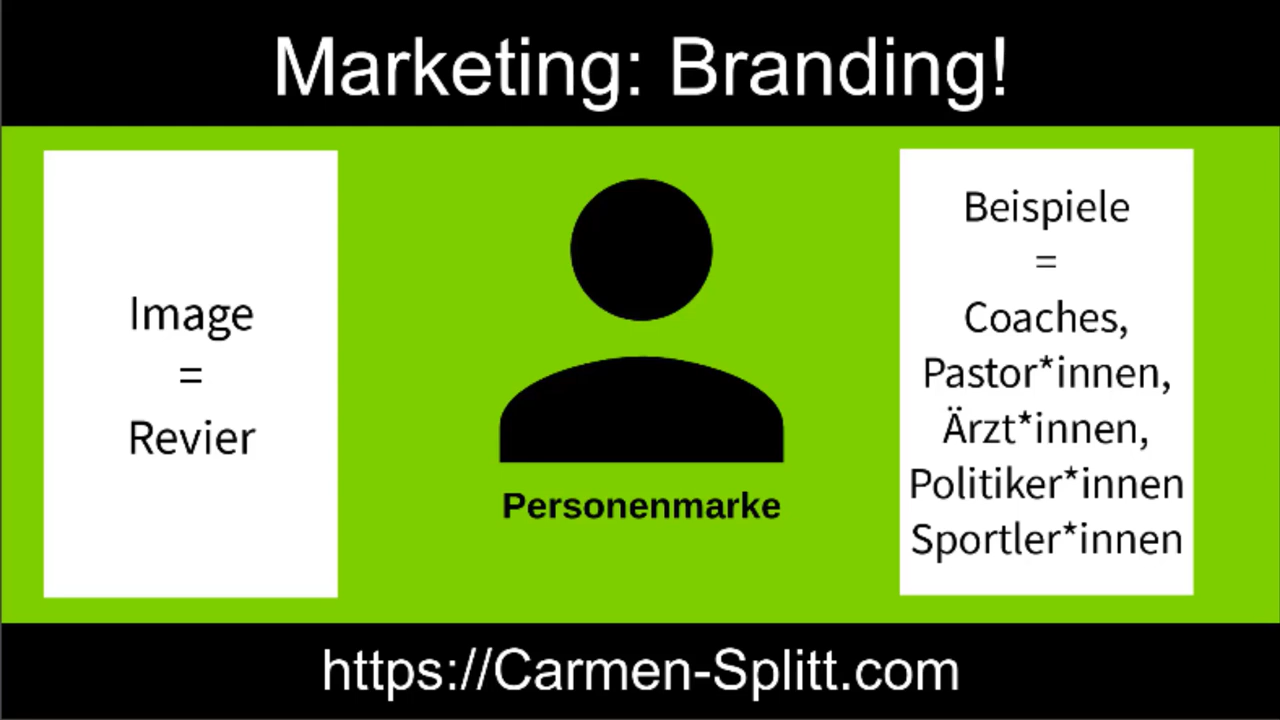 Marketing: Branding!
Image
=
Revier
Personenmarke
Beispiele
=
Coaches,
Pastor*innen,
Ärzt*innen,
Politiker*innen
Sportler*innen
https://Carmen-Splitt.com